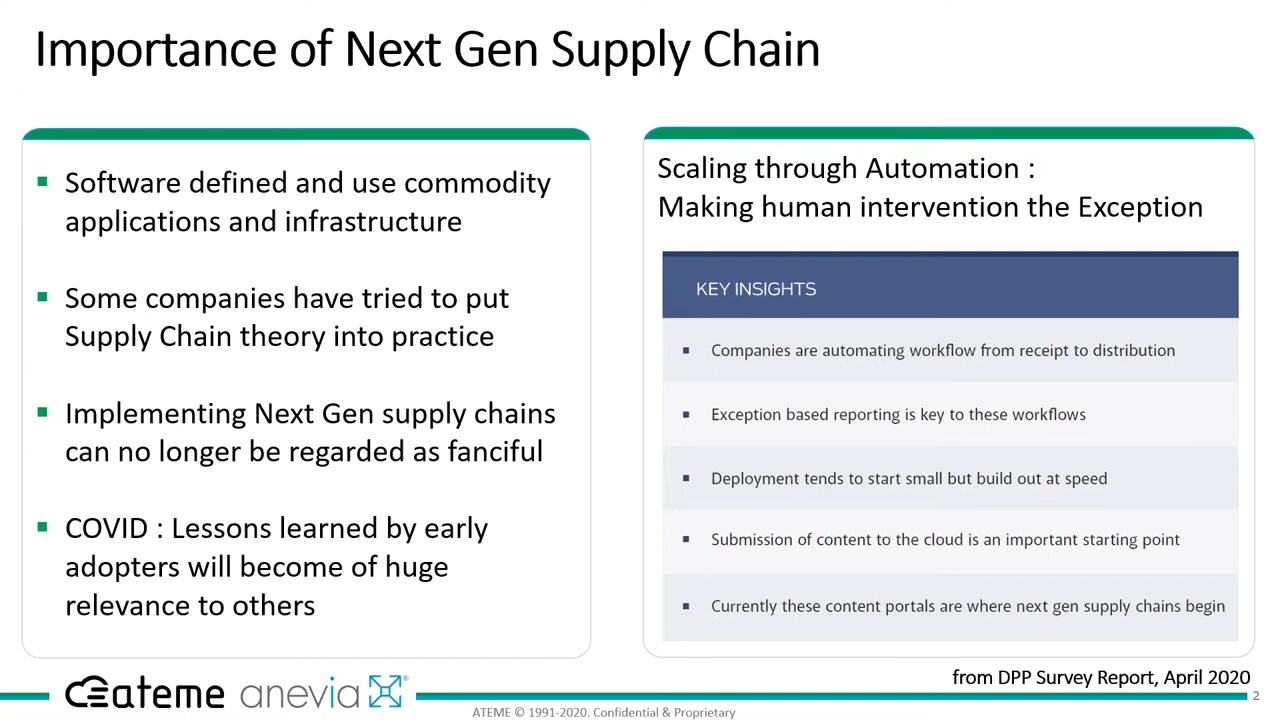 Importance of Next Gen Supply Chain
Software defined and use commodity
applications and infrastructure
Some companies have tried to put
Supply Chain theory into practice
Implementing Next Gen supply chains
can no longer be regarded as fanciful
COVID : Lessons learned by early
adopters will become of huge
relevance to others
Scaling through Automation :
Making human intervention the Exception
KEY INSIGHTS
Companies are automating workflow from receipt to distribution
Exception based reporting is key to these workflows
Deployment tends to start small but build out at speed
Submission of content to the cloud is an important starting point
Currently these content portals are where next gen supply chains begin
from DPP Survey Report, April 2020
ateme anevia®
2
ATEME © 1991-2020. Confidential & Proprietary